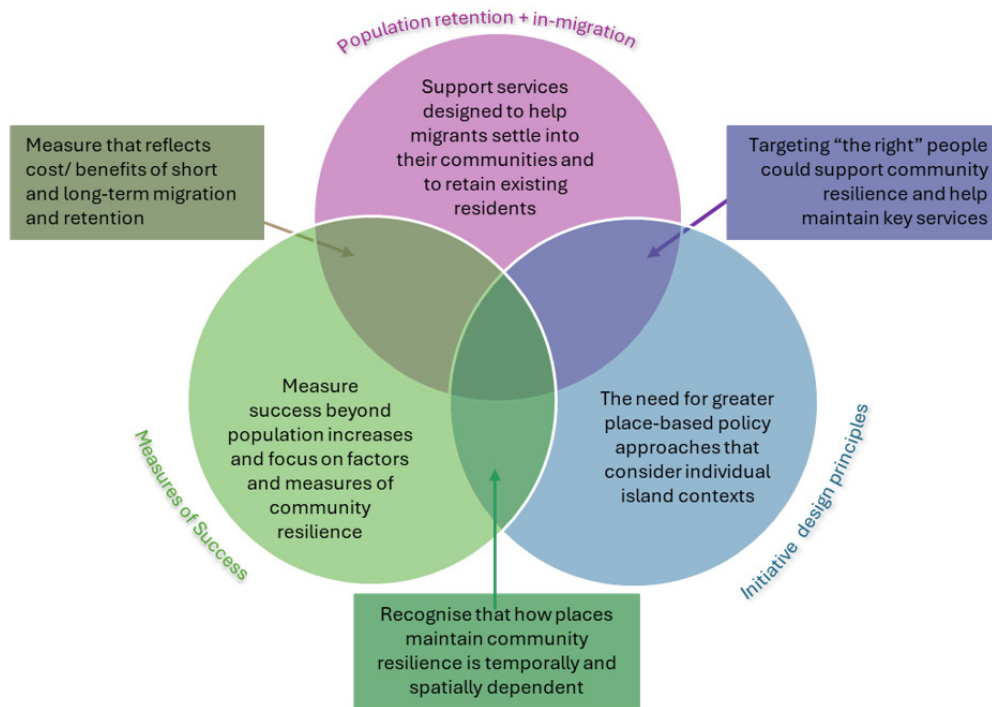 Population retention + in-migration
Support services
designed to help
migrants settle into
their communities and
to retain existing
residents
Measure that reflects
cost/ benefits of short
and long-term migration
and retention
Targeting “the right” people
could support community
resilience and help
maintain key services
Measure
success beyond
population increases
and focus on factors
and measures of
community
resilience
The need for greater
place-based policy
approaches that
consider individual
island contexts
Measures of Success
Initiative design principles
Recognise that how places
maintain community
resilience is temporally and
spatially dependent